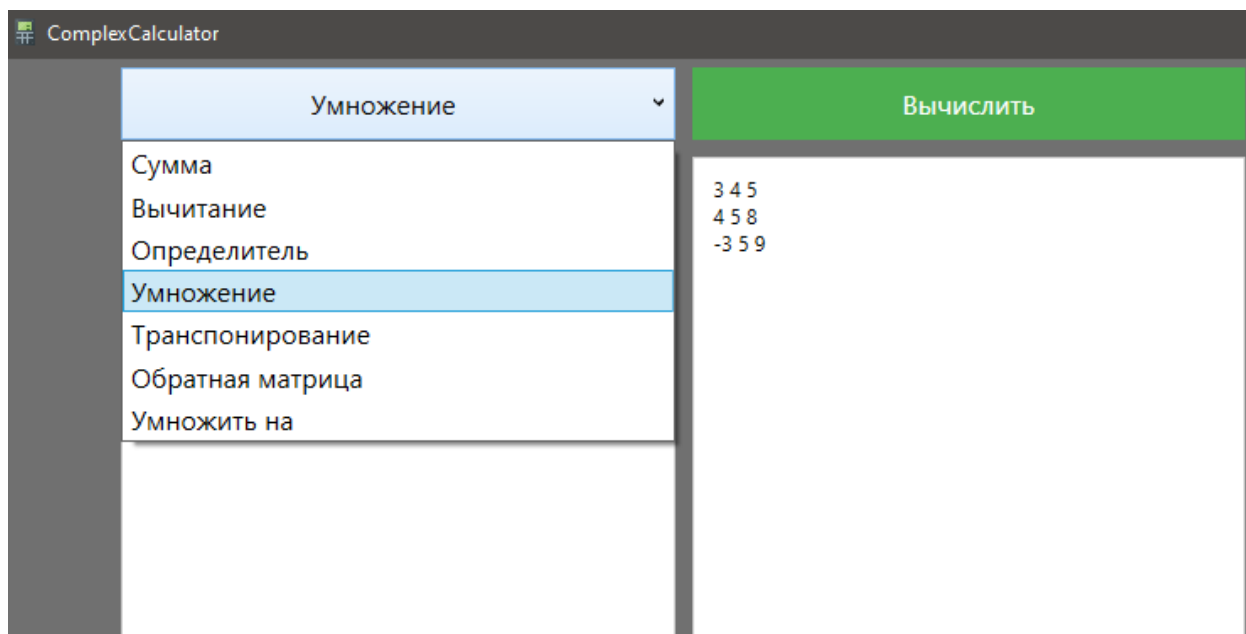 ComplexCalculator
Умножение
Вычислить
Сумма
Вычитание
Определитель
Умножение
Транспонирование
Обратная матрица
Умножить на
3 4 5
4 5 8
-3 5 9